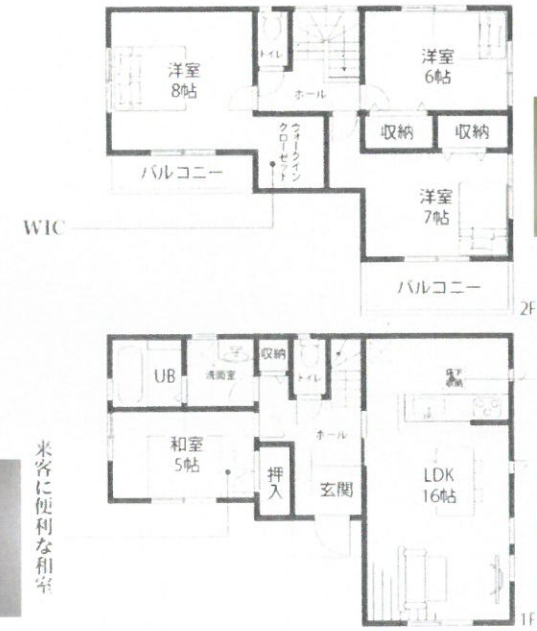 洋室
8帖
トイレ
ホール
洋室
6帖
収納
収納
ウォークイン
クローゼット
バルコニー
WIC
洋室
7帖
バルコニー
2F
UB
洗面室
収納
トイレ
床下
収納
ホール
和室
5帖
押入
玄関
LDK
16帖
来客に便利な和室
1F